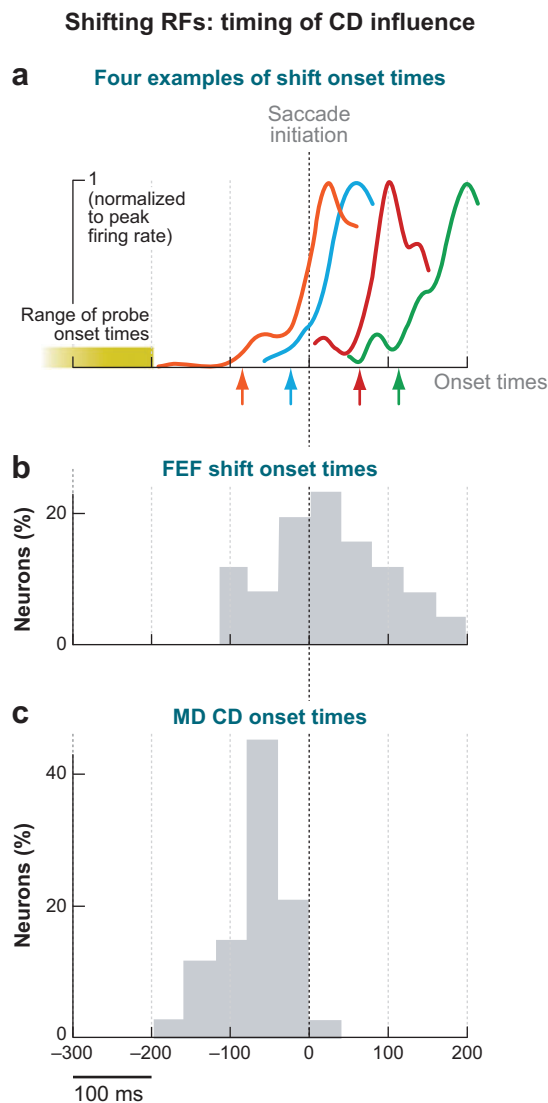 Shifting RFs: timing of CD influence
a
Four examples of shift onset times
Saccade
initiation
1
(normalized
to peak
firing rate)
Range of probe
onset times
Onset times
b
FEF shift onset times
20
Neurons (%)
0
c
MD CD onset times
40
20
Neurons (%)
0
–300 –200 –100 0 100 200
100 ms